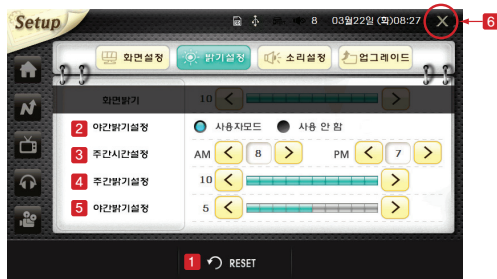 Setup 8 03월22일 (화)08:27 6
화면설정 밝기설정 소리설정 업그레이드
화면밝기 10
2 야간밝기설정 사용자모드 사용 안 함
3 주간시간설정 AM 8 PM 7
4 주간밝기설정 10
5 야간밝기설정 5
1 RESET